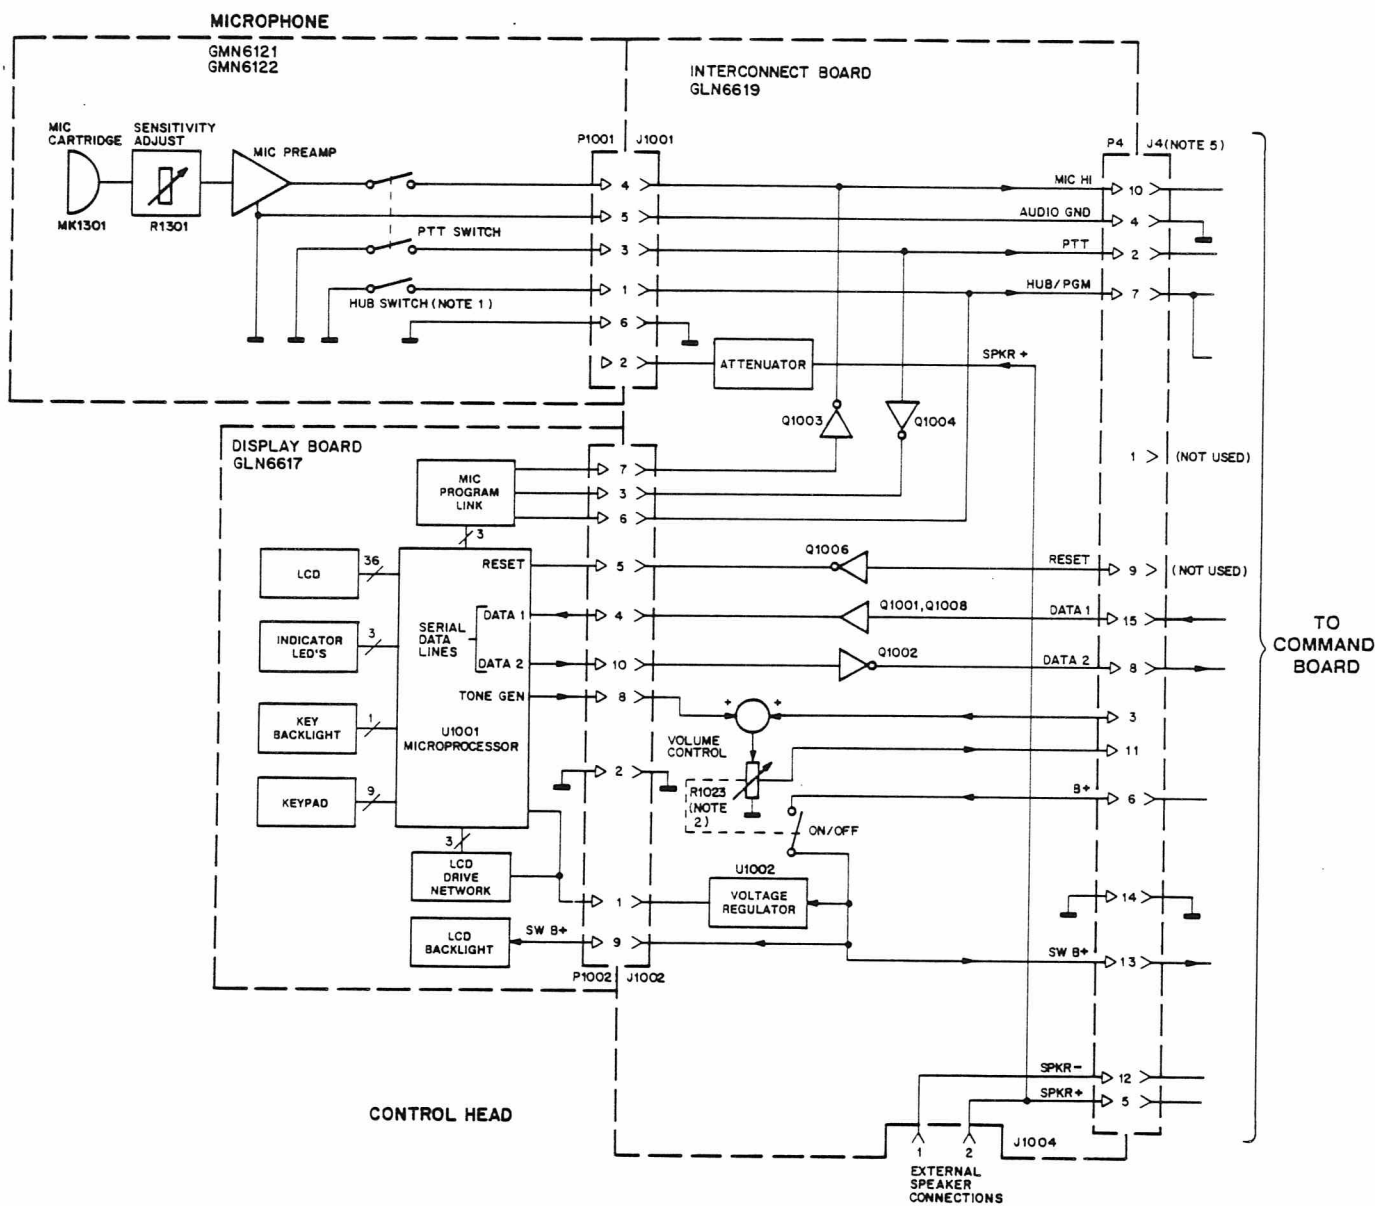 MICROPHONE
GMN6121
GMN6122
INTERCONNECT BOARD
GLN6619
MIC
CARTRIDGE
SENSITIVITY
ADJUST
MIC PREAMP
MK1301
R1301
PTT SWITCH
HUB SWITCH (NOTE 1)
P1001
J1001
4
5
3
1
6
2
ATTENUATOR
SPKR +
P4
J4 (NOTE 5)
MIC HI
10
AUDIO GND
4
PTT
2
HUB/PGM
7
Q1003
Q1004
1
(NOT USED)
DISPLAY BOARD
GLN6617
MIC
PROGRAM
LINK
7
3
6
3
LCD
36
INDICATOR
LED'S
3
KEY
BACKLIGHT
1
KEYPAD
9
RESET
SERIAL
DATA
LINES
DATA 1
DATA 2
TONE GEN
U1001
MICROPROCESSOR
3
LCD
DRIVE
NETWORK
LCD
BACKLIGHT
SW B+
5
4
10
8
2
1
9
P1002
J1002
Q1006
RESET
9
(NOT USED)
Q1001, Q1008
DATA 1
15
Q1002
DATA 2
8
+
+
3
VOLUME
CONTROL
11
R1023
(NOTE
2)
B+
6
ON/OFF
U1002
VOLTAGE
REGULATOR
14
SW B+
13
SPKR-
12
SPKR+
5
TO
COMMAND
BOARD
CONTROL HEAD
J1004
1
2
EXTERNAL
SPEAKER
CONNECTIONS